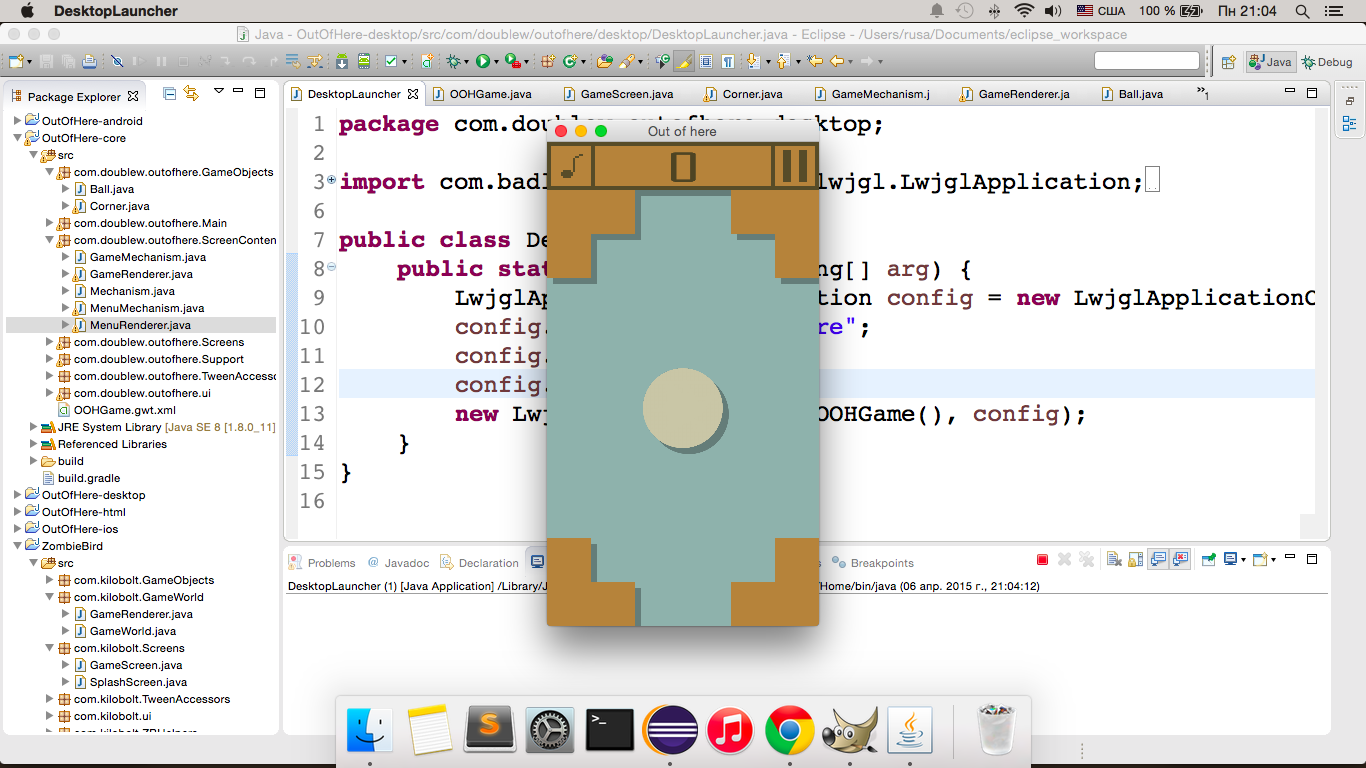 DesktopLauncher
США 100 % Пн 21:04
Java - OutOfHere-desktop/src/com/doublew/outofhere/desktop/DesktopLauncher.java - Eclipse - /Users/rusa/Documents/eclipse_workspace
Java Debug
Package Explorer
OutOfHere-android
OutOfHere-core
src
com.doublew.outofhere.GameObjects
Ball.java
Corner.java
com.doublew.outofhere.Main
com.doublew.outofhere.ScreenConten
GameMechanism.java
GameRenderer.java
Mechanism.java
MenuMechanism.java
MenuRenderer.java
com.doublew.outofhere.Screens
com.doublew.outofhere.Support
com.doublew.outofhere.TweenAccesso
com.doublew.outofhere.ui
OOHGame.gwt.xml
JRE System Library [Java SE 8 [1.8.0_11]
Referenced Libraries
build
build.gradle
OutOfHere-desktop
OutOfHere-html
OutOfHere-ios
ZombieBird
src
com.kilobolt.GameObjects
com.kilobolt.GameWorld
GameRenderer.java
GameWorld.java
com.kilobolt.Screens
GameScreen.java
SplashScreen.java
com.kilobolt.TweenAccessors
com.kilobolt.ui
DesktopLauncher OOHGame.java GameScreen.java Corner.java GameMechanism.j GameRenderer.ja Ball.java »1
1 package com.doublew.outofhere.desktop;
2
3 import com.badl lwjgl.LwjglApplication;
6
7 public class De
8 public stat ng[] arg) {
9 LwjglAp tion config = new LwjglApplicationC
10 config. re";
11 config.
12 config.
13 new Lwj OOHGame(), config);
14 }
15 }
16
Out of here
0
Problems Javadoc Declaration Breakpoints
DesktopLauncher (1) [Java Application] /Library/J /Home/bin/java (06 апр. 2015 г., 21:04:12)